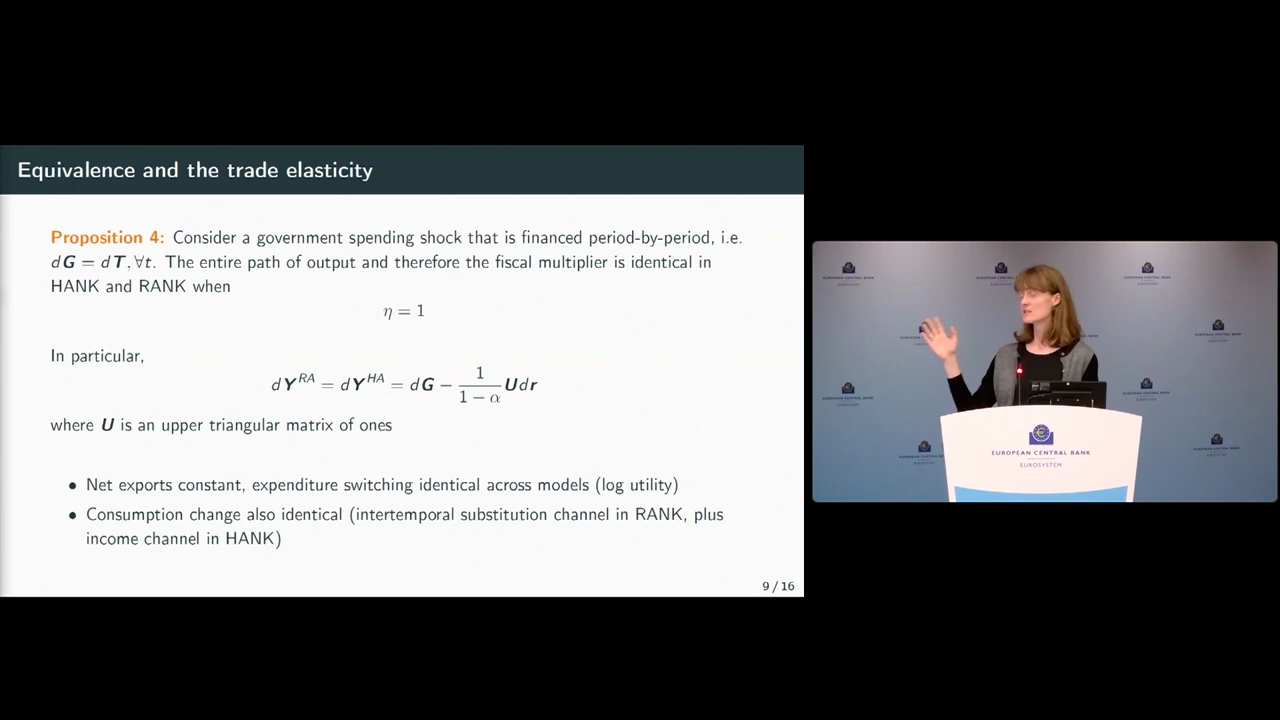 Equivalence and the trade elasticity
Proposition 4: Consider a government spending shock that is financed period-by-period, i.e.
dG = dT, ∀t. The entire path of output and therefore the fiscal multiplier is identical in
HANK and RANK when
η = 1
In particular,
dY^{RA} = dY^{HA} = dG − \frac{1}{1 − α} Udr
where U is an upper triangular matrix of ones
• Net exports constant, expenditure switching identical across models (log utility)
• Consumption change also identical (intertemporal substitution channel in RANK, plus
income channel in HANK)
9 / 16
EUROPEAN CENTRAL BANK
EUROSYSTEM